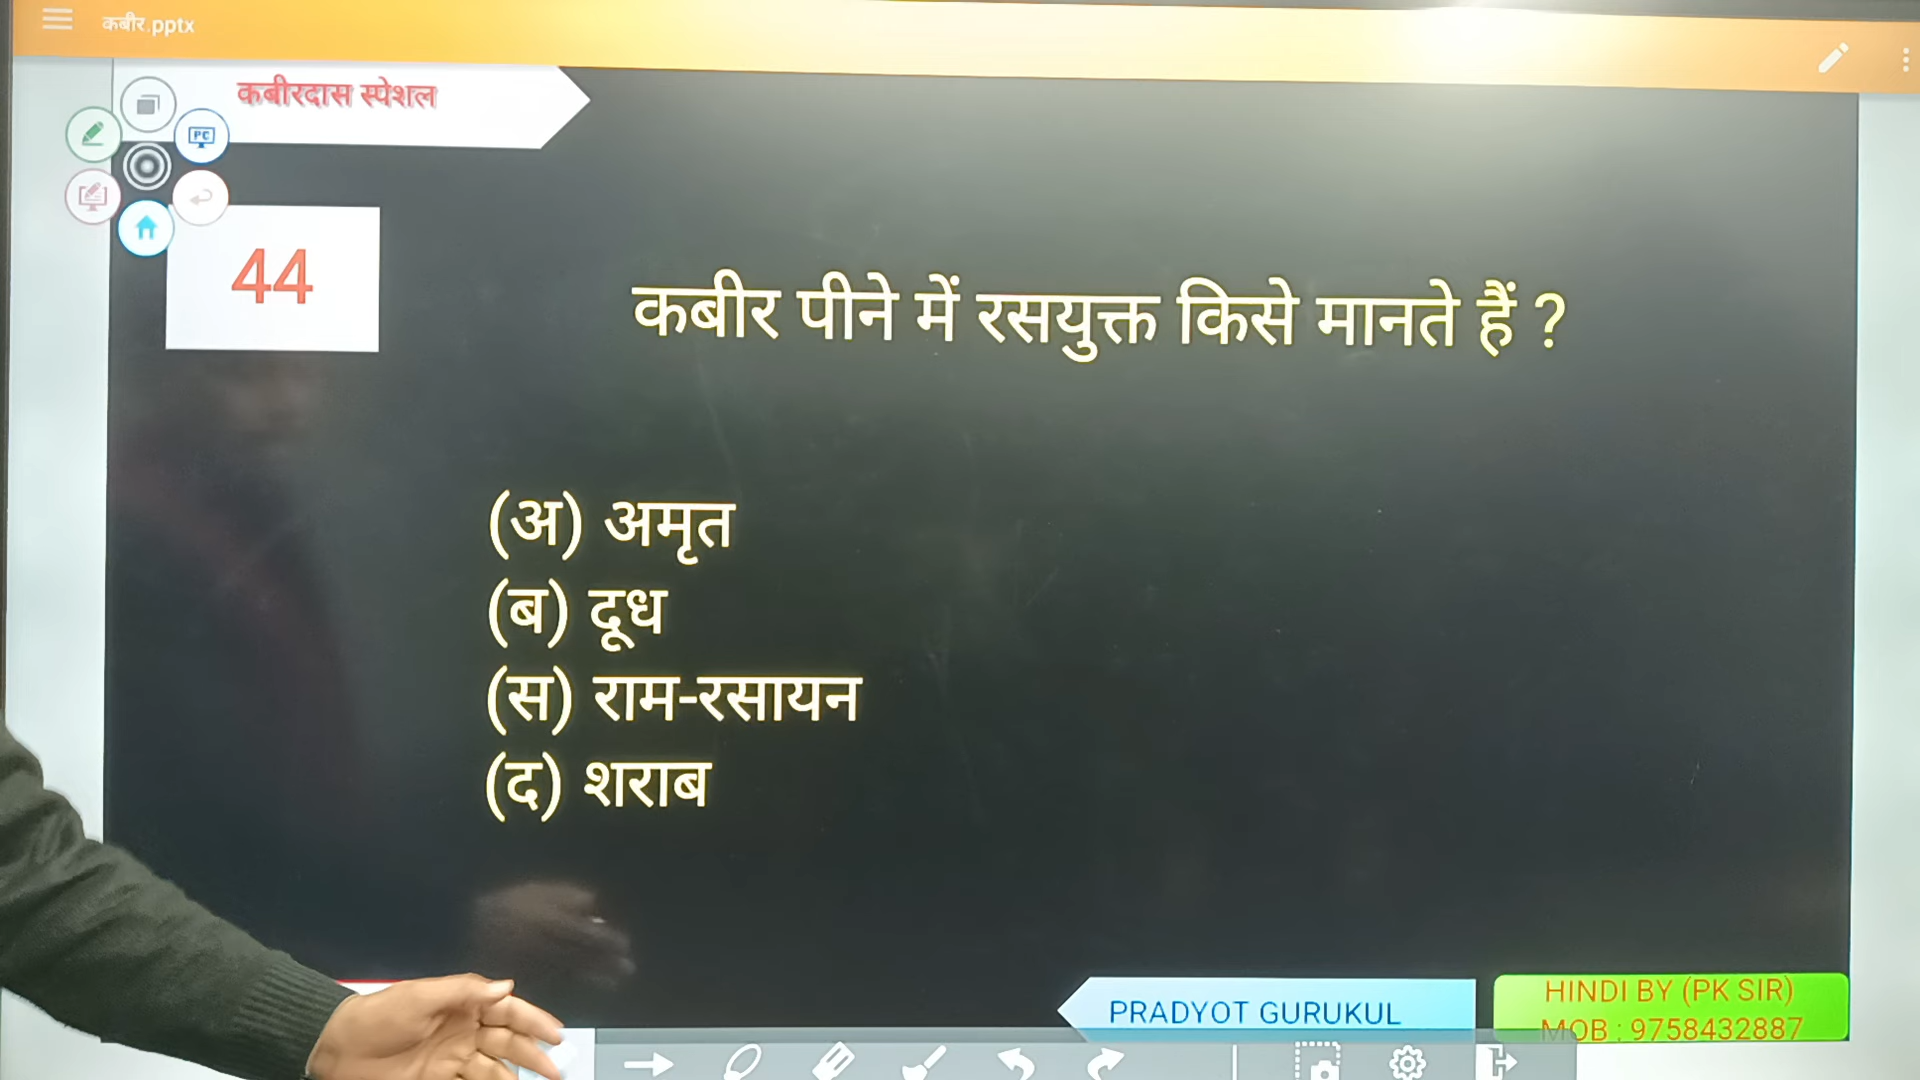 कबीर.pptx
कबीरदास स्पेशल
PC
44
कबीर पीने में रसयुक्त किसे मानते हैं ?
(अ) अमृत
(ब) दूध
(स) राम-रसायन
(द) शराब
PRADYOT GURUKUL
HINDI BY (PK SIR)
MOB : 9758432887